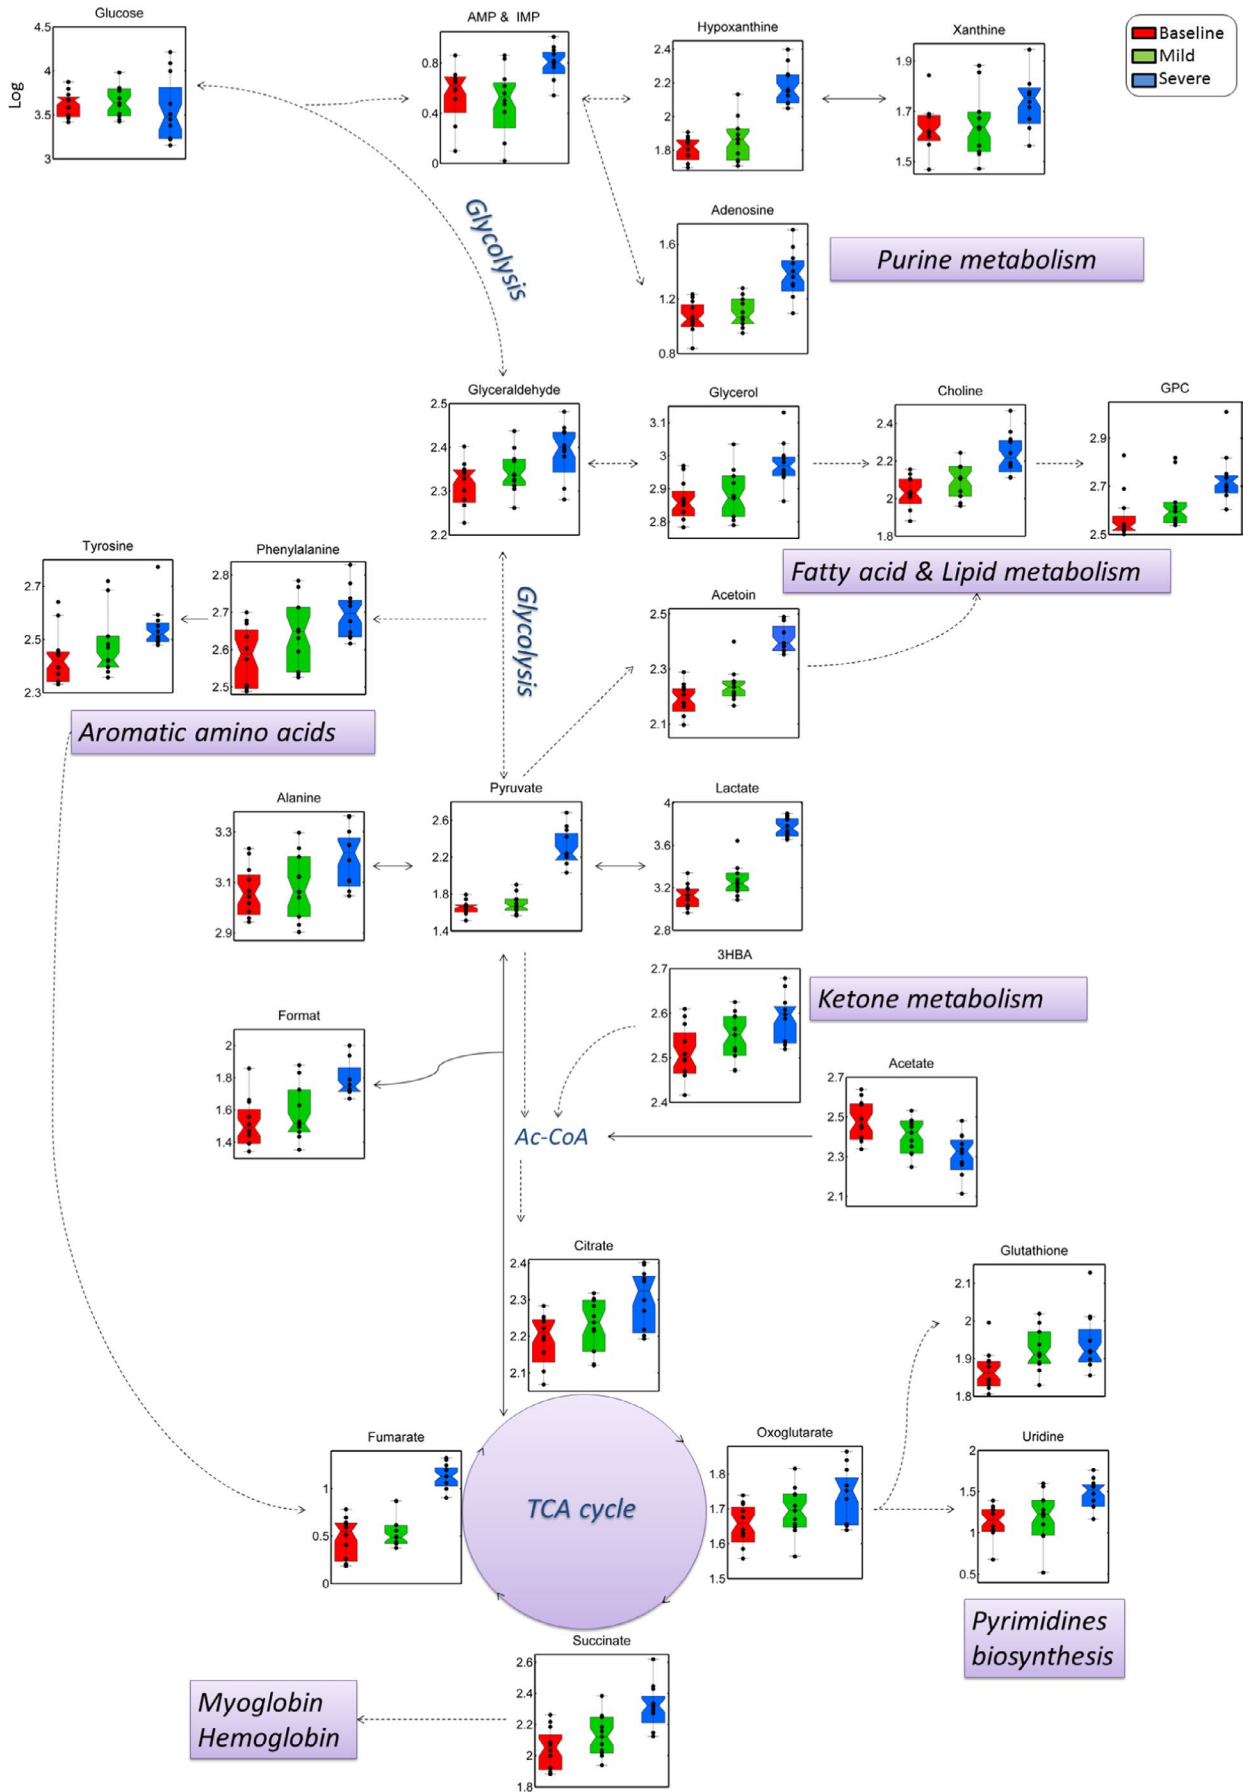 Glucose
4.5
4
3.5
3
Log
AMP & IMP
0.8
0.4
0
Hypoxanthine
2.4
2.2
2
1.8
Xanthine
1.9
1.7
1.5
Baseline
Mild
Severe
Glycolysis
Adenosine
1.6
1.2
0.8
Purine metabolism
Glyceraldehyde
2.5
2.4
2.3
2.2
Glycerol
3.1
3
2.9
2.8
Choline
2.4
2.2
2
1.8
GPC
2.9
2.7
2.5
Fatty acid & Lipid metabolism
Tyrosine
2.7
2.5
2.3
Phenylalanine
2.8
2.7
2.6
2.5
Glycolysis
Acetoin
2.5
2.3
2.1
Aromatic amino acids
Alanine
3.3
3.1
2.9
Pyruvate
2.6
2.2
1.8
1.4
Lactate
4
3.6
3.2
2.8
3HBA
2.7
2.6
2.5
2.4
Ketone metabolism
Format
2
1.8
1.6
1.4
Acetate
2.7
2.5
2.3
2.1
Ac-CoA
Citrate
2.4
2.3
2.2
2.1
Glutathione
2.1
2
1.9
1.8
Fumarate
1
0.5
0
TCA cycle
Oxoglutarate
1.8
1.7
1.6
1.5
Uridine
2
1.5
1
0.5
Pyrimidines
biosynthesis
Succinate
2.6
2.4
2.2
2
1.8
Myoglobin
Hemoglobin